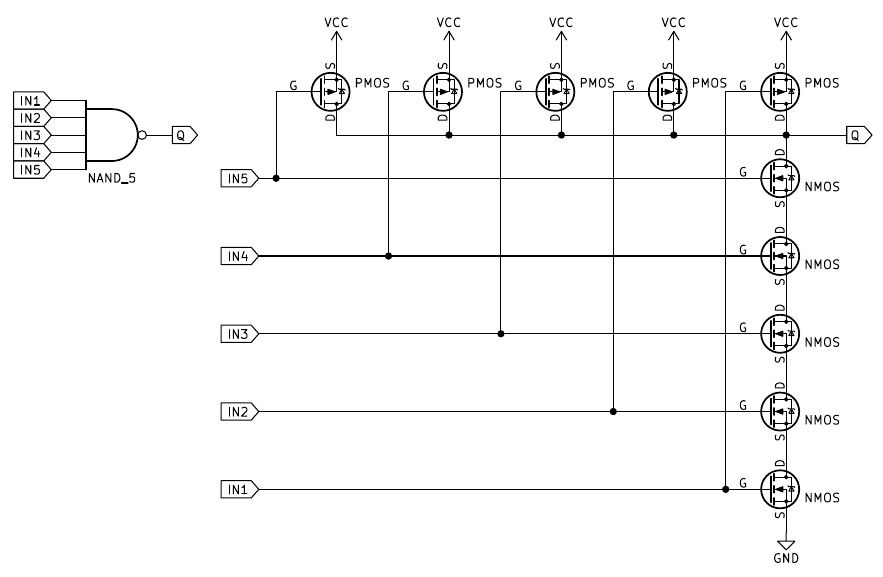 VCC VCC VCC VCC VCC
S S S S S
G PMOS G PMOS G PMOS G PMOS G PMOS
D D D D D
IN1
IN2
IN3
IN4
IN5
Q
NAND_5
Q
D
IN5 G NMOS
S
D
IN4 G NMOS
S
D
IN3 G NMOS
S
D
IN2 G NMOS
S
D
IN1 G NMOS
S
GND